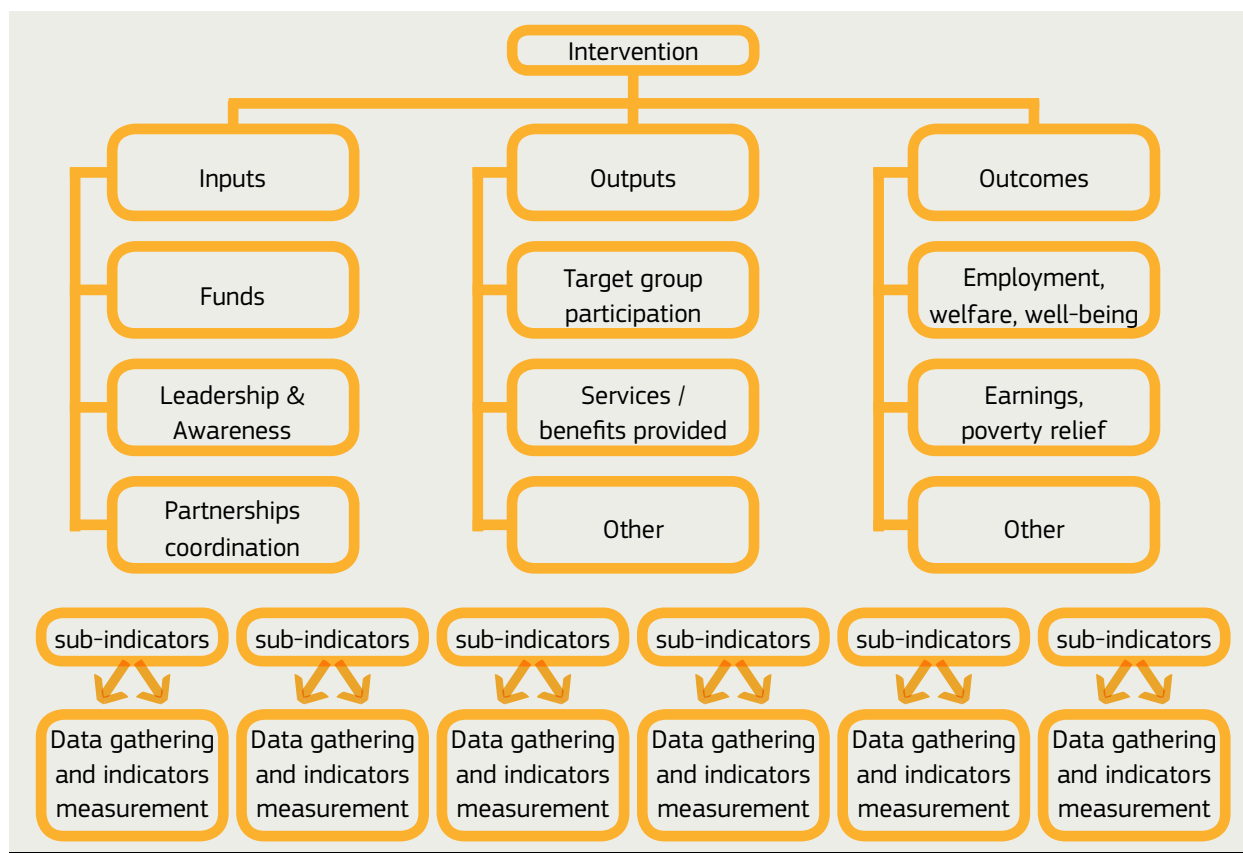 Intervention
Inputs
Outputs
Outcomes
Funds
Target group
participation
Employment,
welfare, well-being
Leadership &
Awareness
Services /
benefits provided
Earnings,
poverty relief
Partnerships
coordination
Other
Other
sub-indicators
sub-indicators
sub-indicators
sub-indicators
sub-indicators
sub-indicators
Data gathering
and indicators
measurement
Data gathering
and indicators
measurement
Data gathering
and indicators
measurement
Data gathering
and indicators
measurement
Data gathering
and indicators
measurement
Data gathering
and indicators
measurement